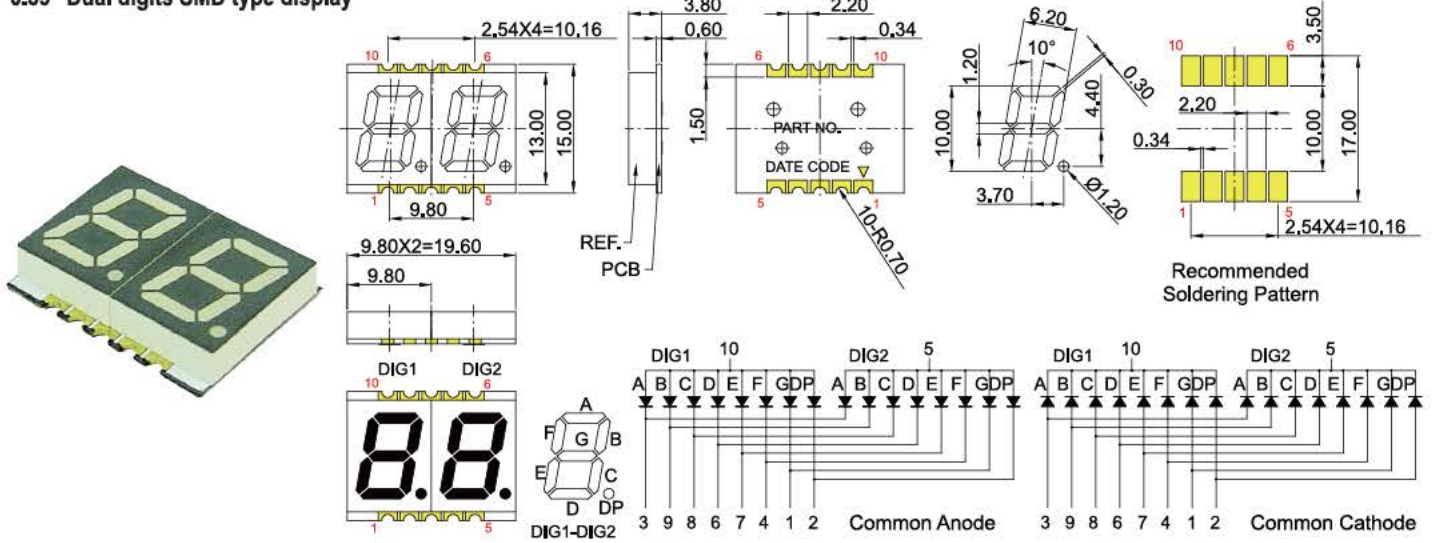 0.39" Dual digits SMD type display
2.54X4=10.16
10
6
13.00
15.00
1
5
9.80
3.80
0.60
REF.
PCB
2.20
0.34
6
10
1.50
PART NO.
DATE CODE
5
1
10-R0.70
6.20
10°
1.20
0.30
4.40
10.00
3.70
Ø1.20
10
6
3.50
2.20
0.34
10.00
17.00
1
5
2.54X4=10.16
Recommended
Soldering Pattern
9.80X2=19.60
9.80
DIG1 DIG2
10
6
1
5
A
F G B
E C
D DP
DIG1-DIG2
DIG1 10 DIG2 5
A B C D E F G DP A B C D E F G DP
3 9 8 6 7 4 1 2 Common Anode
DIG1 10 DIG2 5
A B C D E F G DP A B C D E F G DP
3 9 8 6 7 4 1 2 Common Cathode